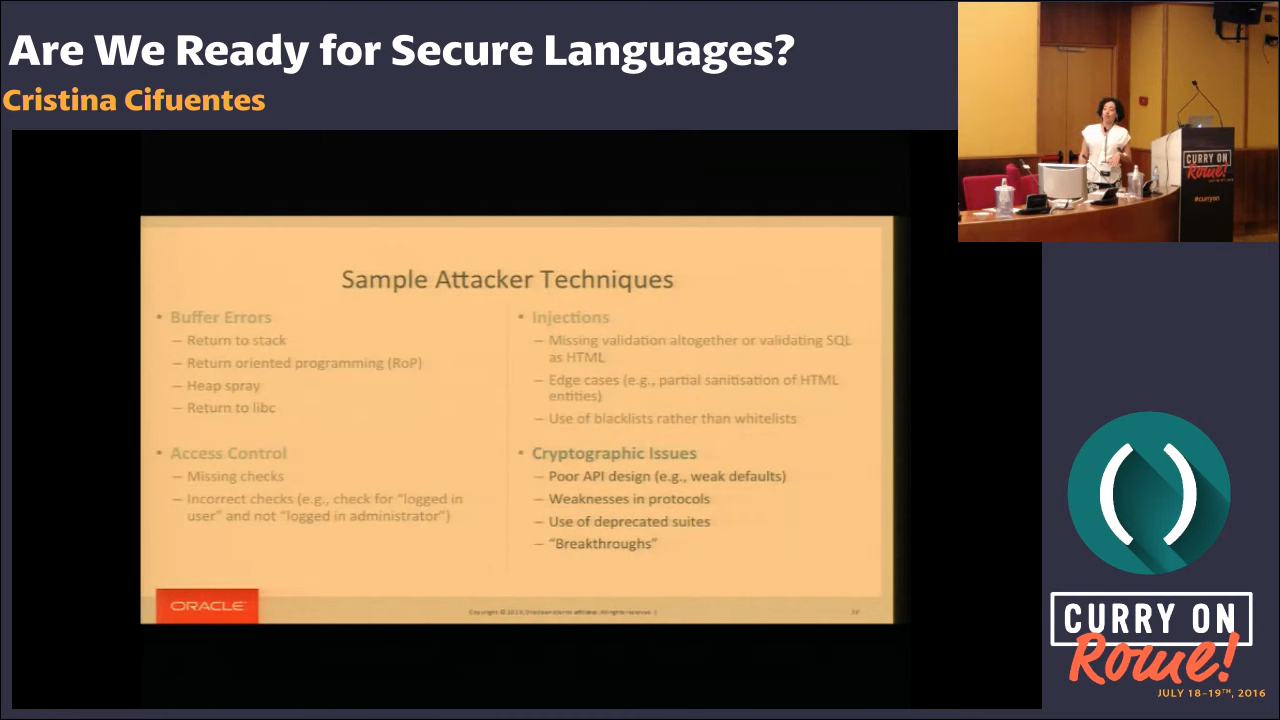 Are We Ready for Secure Languages?
Cristina Cifuentes
CURRY ON
Rome!
#curryon
Sample Attacker Techniques
• Buffer Errors
– Return to stack
– Return oriented programming (RoP)
– Heap spray
– Return to libc
• Access Control
– Missing checks
– Incorrect checks (e.g., check for “logged in
user” and not “logged in administrator”)
• Injections
– Missing validation altogether or validating SQL
as HTML
– Edge cases (e.g., partial sanitisation of HTML
entities)
– Use of blacklists rather than whitelists
• Cryptographic Issues
– Poor API design (e.g., weak defaults)
– Weaknesses in protocols
– Use of deprecated suites
– “Breakthroughs”
ORACLE
( )
CURRY ON
Rome!
JULY 18–19TH, 2016